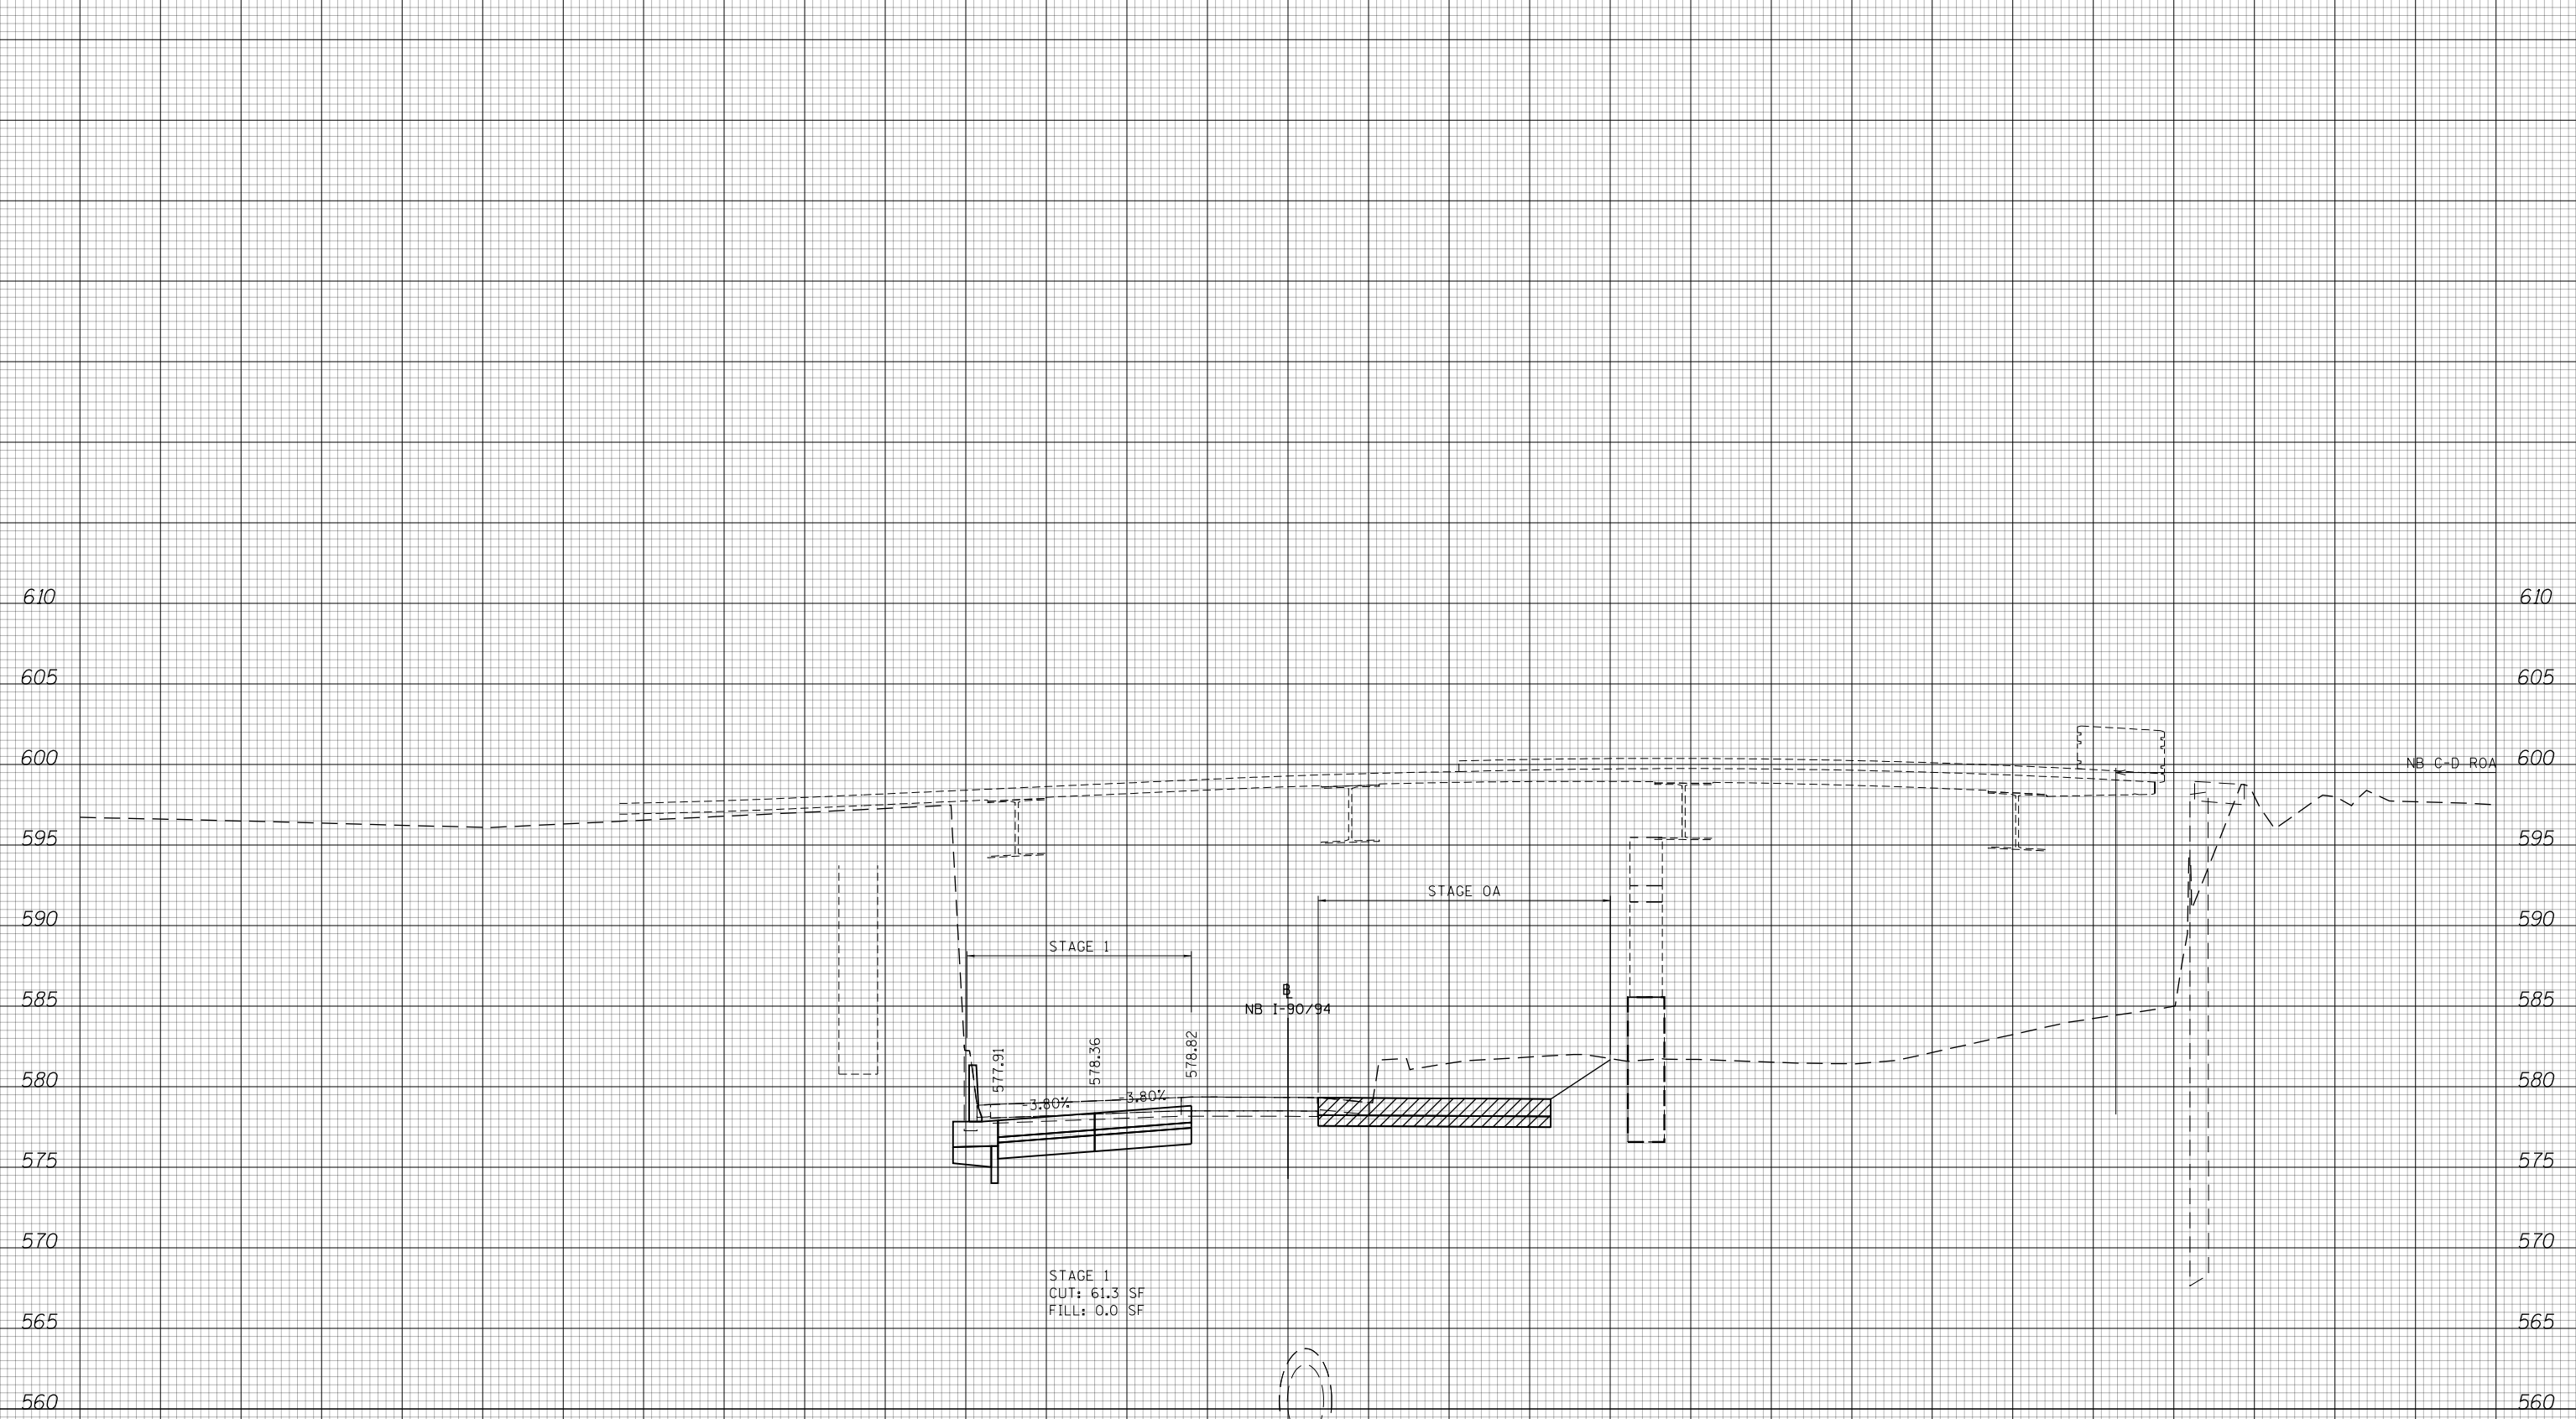 610 610
605 605
600 NB C-D ROA 600
595 595
590 STAGE 0A 590
STAGE 1
585 585
NB I-90/94
577.91 578.36 578.82
580 580
-3.80% -3.80%
575 575
570 570
STAGE 1
CUT: 61.3 SF
FILL: 0.0 SF
565 565
560 560